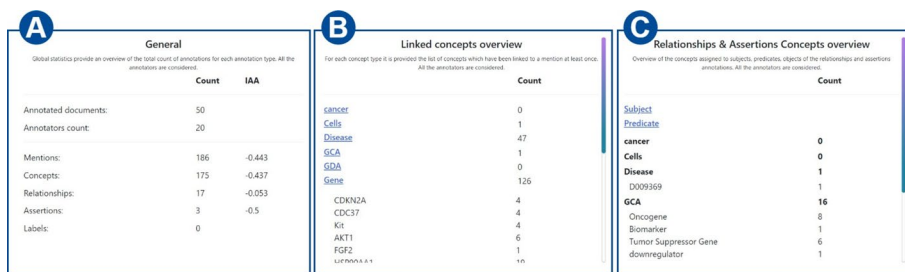 A
General
Global statistics provide an overview of the total count of annotations for each annotation type. All the
annotators are considered.
Count IAA
Annotated documents: 50
Annotators count: 20
Mentions: 186 -0.443
Concepts: 175 -0.437
Relationships: 17 -0.053
Assertions: 3 -0.5
Labels: 0
B
Linked concepts overview
For each concept type it is provided the list of concepts which have been linked to a mention at least once.
All the annotators are considered.
Count
cancer 0
Cells 1
Disease 47
GCA 1
GDA 0
Gene 126
CDKN2A 4
CDC37 4
Kit 4
AKT1 6
FGF2 1
HSP90AA1 10
C
Relationships & Assertions Concepts overview
Overview of the concepts assigned to subjects, predicates, objects of the relationships and assertions
annotations. All the annotators are considered.
Count
Subject
Predicate
cancer 0
Cells 0
Disease 1
D009369 1
GCA 16
Oncogene 8
Biomarker 1
Tumor Suppressor Gene 6
downregulator 1